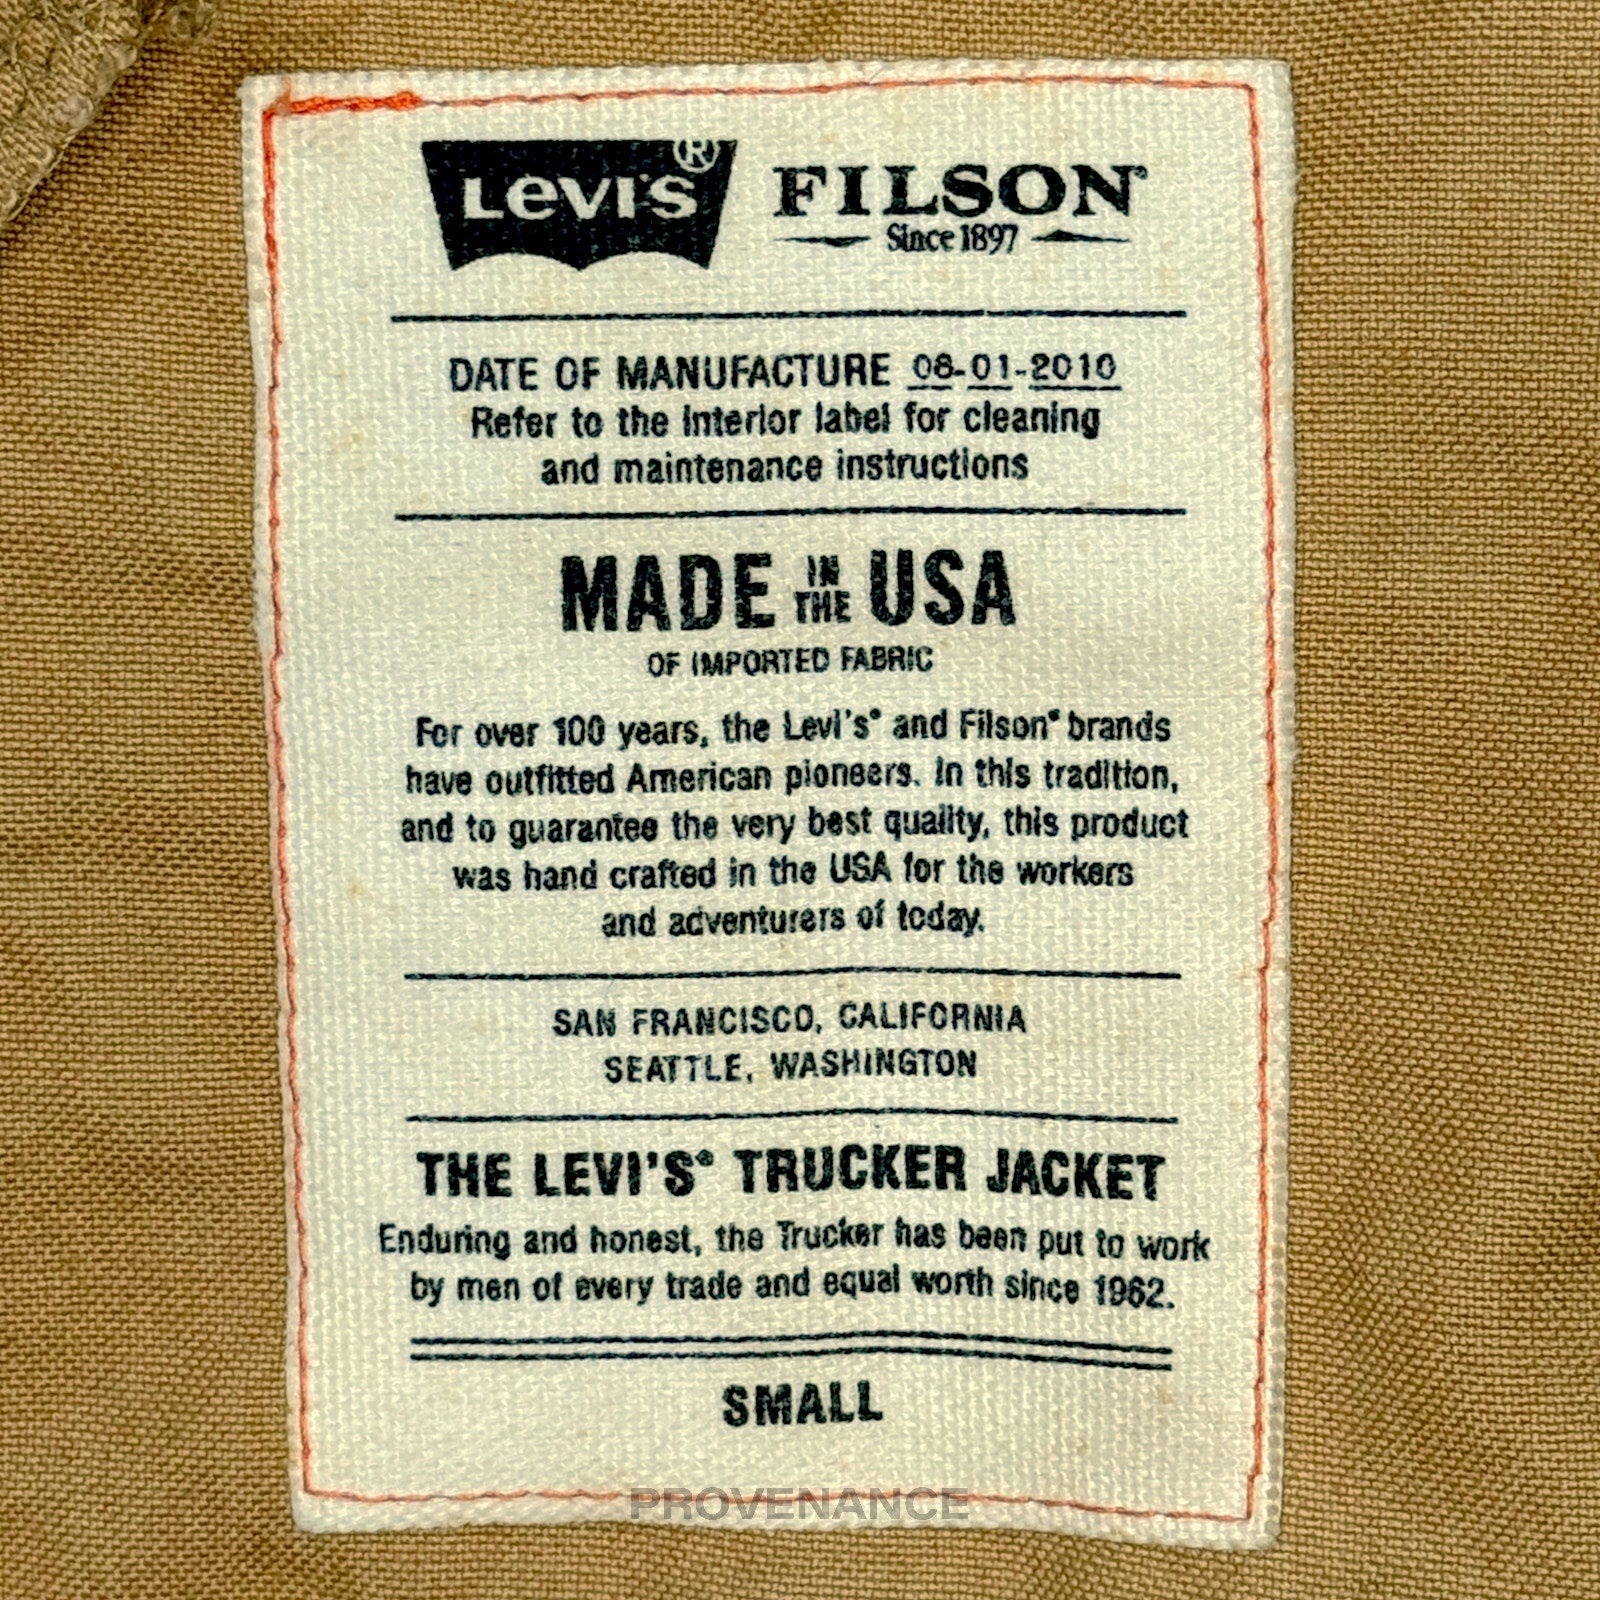 Levi's® FILSON®
Since 1897
DATE OF MANUFACTURE 08-01-2010
Refer to the interior label for cleaning
and maintenance instructions
MADE IN THE USA
OF IMPORTED FABRIC
For over 100 years, the Levi's® and Filson® brands
have outfitted American pioneers. In this tradition,
and to guarantee the very best quality, this product
was hand crafted in the USA for the workers
and adventurers of today.
SAN FRANCISCO, CALIFORNIA
SEATTLE, WASHINGTON
THE LEVI'S® TRUCKER JACKET
Enduring and honest, the Trucker has been put to work
by men of every trade and equal worth since 1962.
SMALL
PROVENANCE